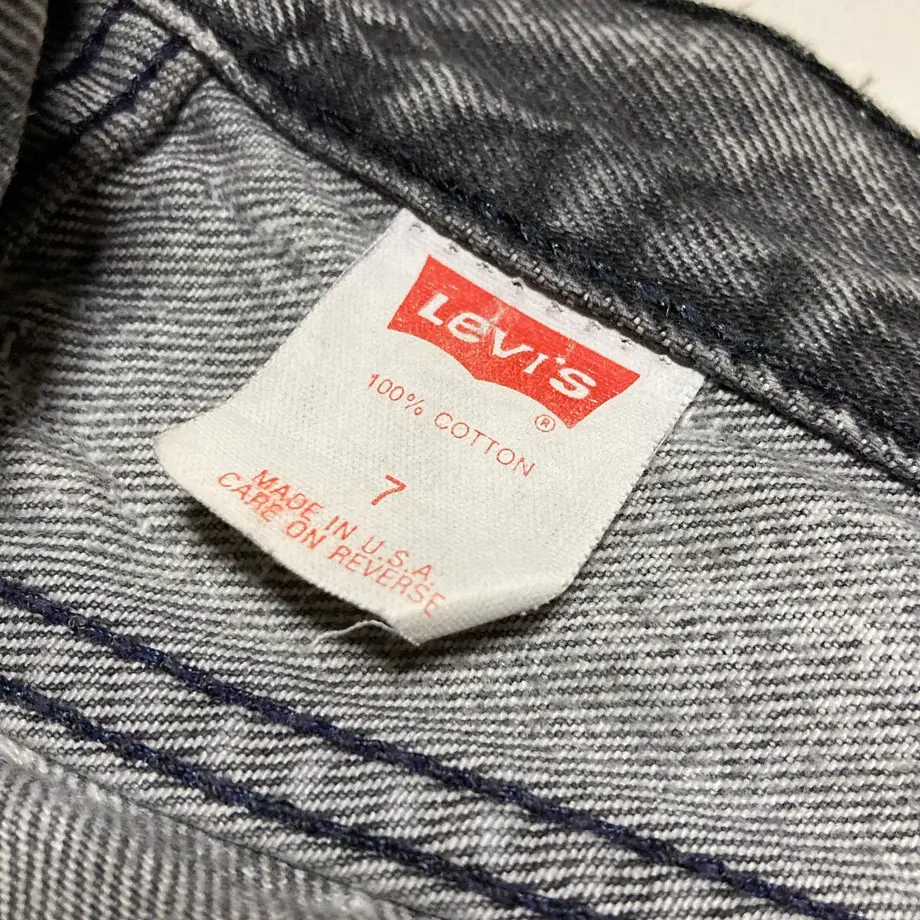 Levi's
®
100% COTTON
7
MADE IN U.S.A.
CARE ON REVERSE